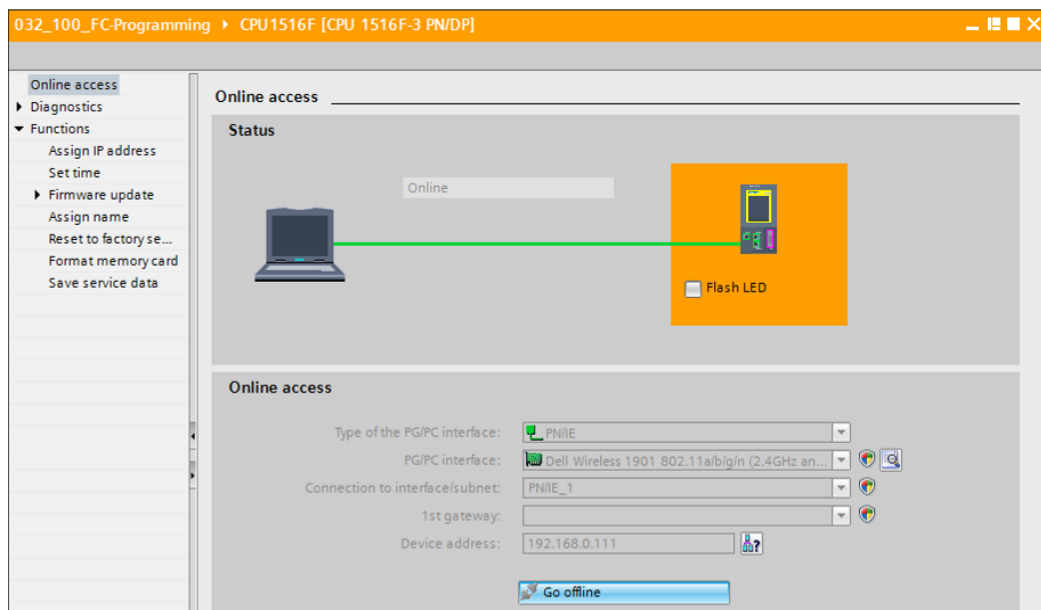 032_100_FC-Programming ▸ CPU1516F [CPU 1516F-3 PN/DP]
Online access
Diagnostics
Functions
Assign IP address
Set time
Firmware update
Assign name
Reset to factory se...
Format memory card
Save service data
Online access
Status
Online
Flash LED
Online access
Type of the PG/PC interface: PN/IE
PG/PC interface: Dell Wireless 1901 802.11a/b/g/n (2.4GHz an...
Connection to interface/subnet: PN/IE_1
1st gateway:
Device address: 192.168.0.111
Go offline